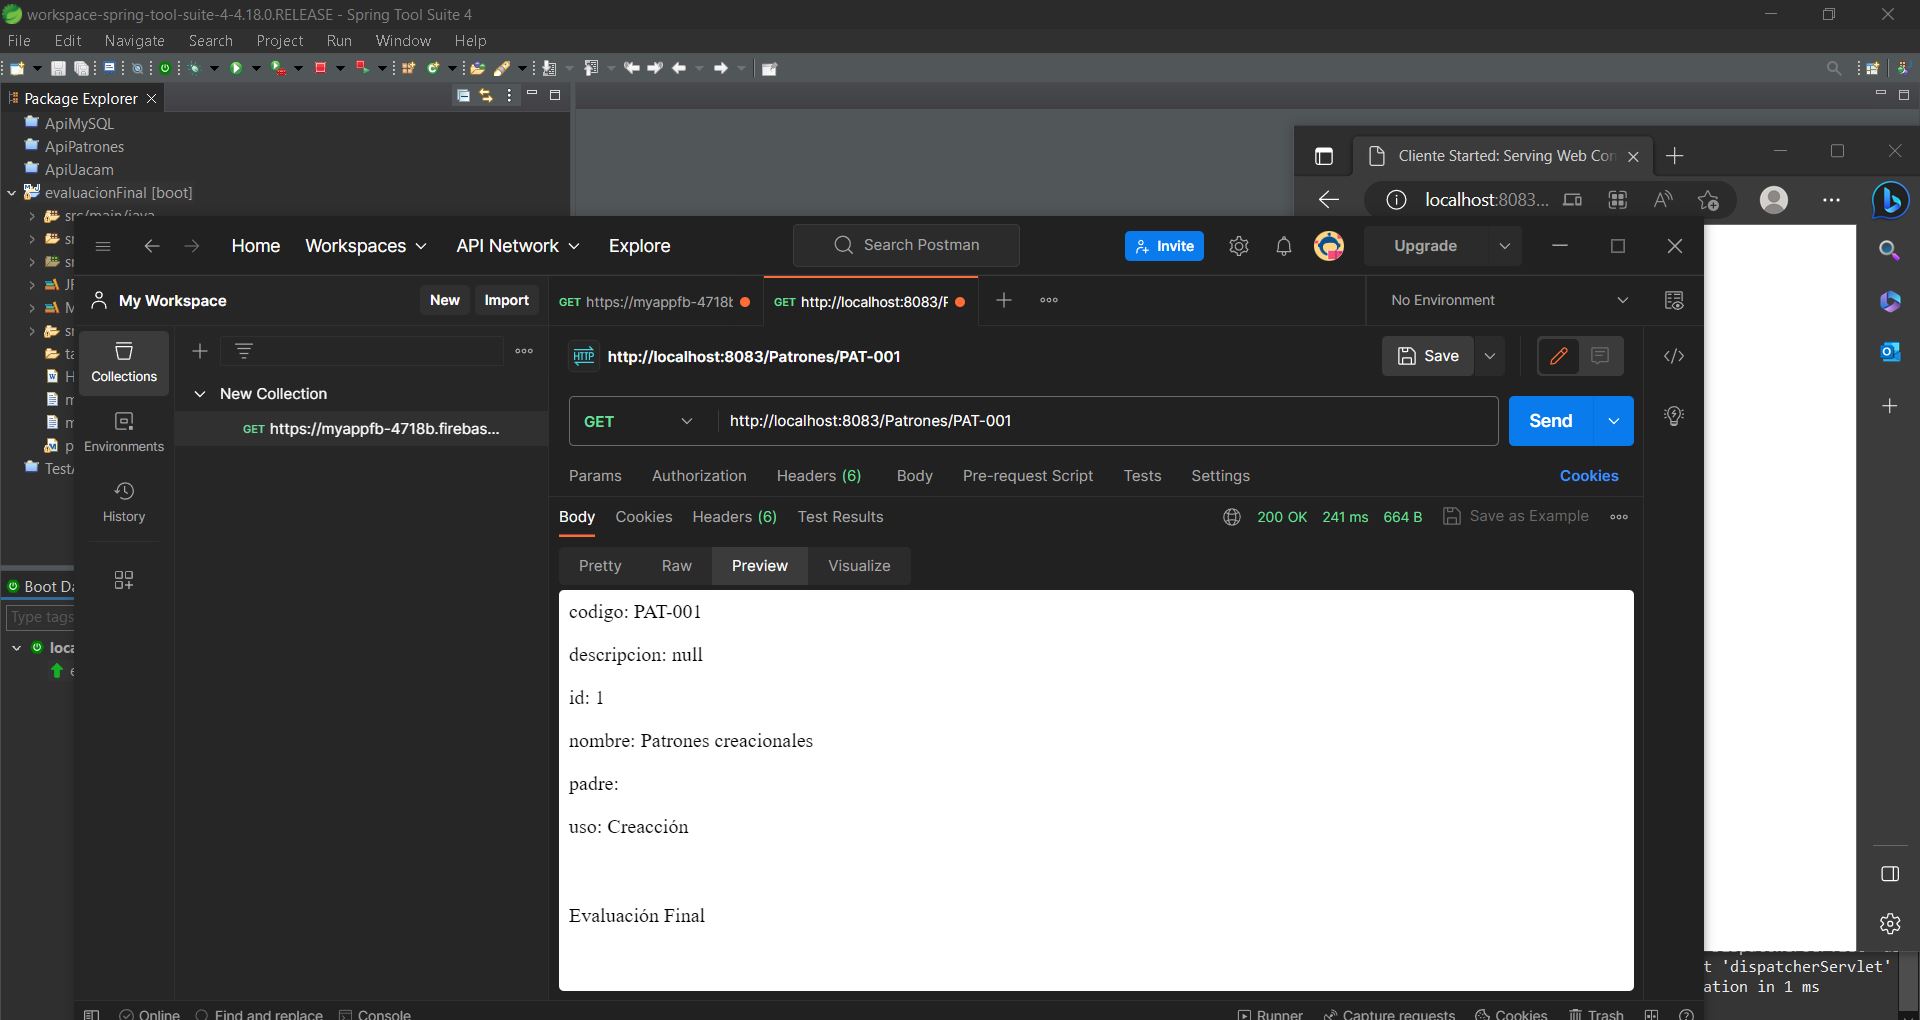 workspace-spring-tool-suite-4-4.18.0.RELEASE - Spring Tool Suite 4
File Edit Navigate Search Project Run Window Help
Package Explorer
ApiMySQL
ApiPatrones
ApiUacam
evaluacionFinal [boot]
src/main/java
Cliente Started: Serving Web Con
localhost:8083...
Home Workspaces API Network Explore
Search Postman
Invite
Upgrade
My Workspace
New Import
GET https://myappfb-4718b
GET http://localhost:8083/P
No Environment
Collections
Environments
History
New Collection
GET https://myappfb-4718b.firebas...
HTTP http://localhost:8083/Patrones/PAT-001
Save
GET http://localhost:8083/Patrones/PAT-001
Send
Params Authorization Headers (6) Body Pre-request Script Tests Settings Cookies
Body Cookies Headers (6) Test Results
200 OK 241 ms 664 B Save as Example
Pretty Raw Preview Visualize
codigo: PAT-001
descripcion: null
id: 1
nombre: Patrones creacionales
padre:
uso: Creacción
Evaluación Final
Boot Da
Type tags
loca
t 'dispatcherServlet'
ation in 1 ms
Online Find and replace Console
Runner Capture requests Cookies Trash